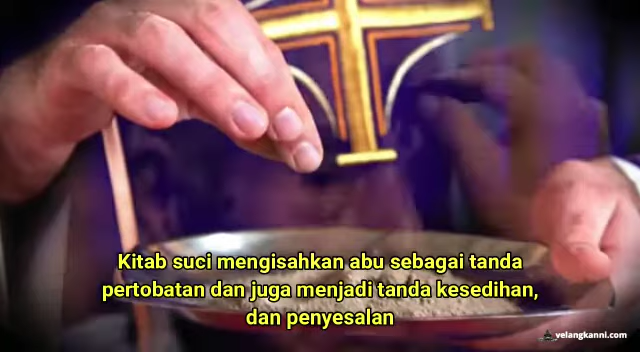 Kitab suci mengisahkan abu sebagai tanda
pertobatan dan juga menjadi tanda kesedihan,
dan penyesalan
yelangkanni.com